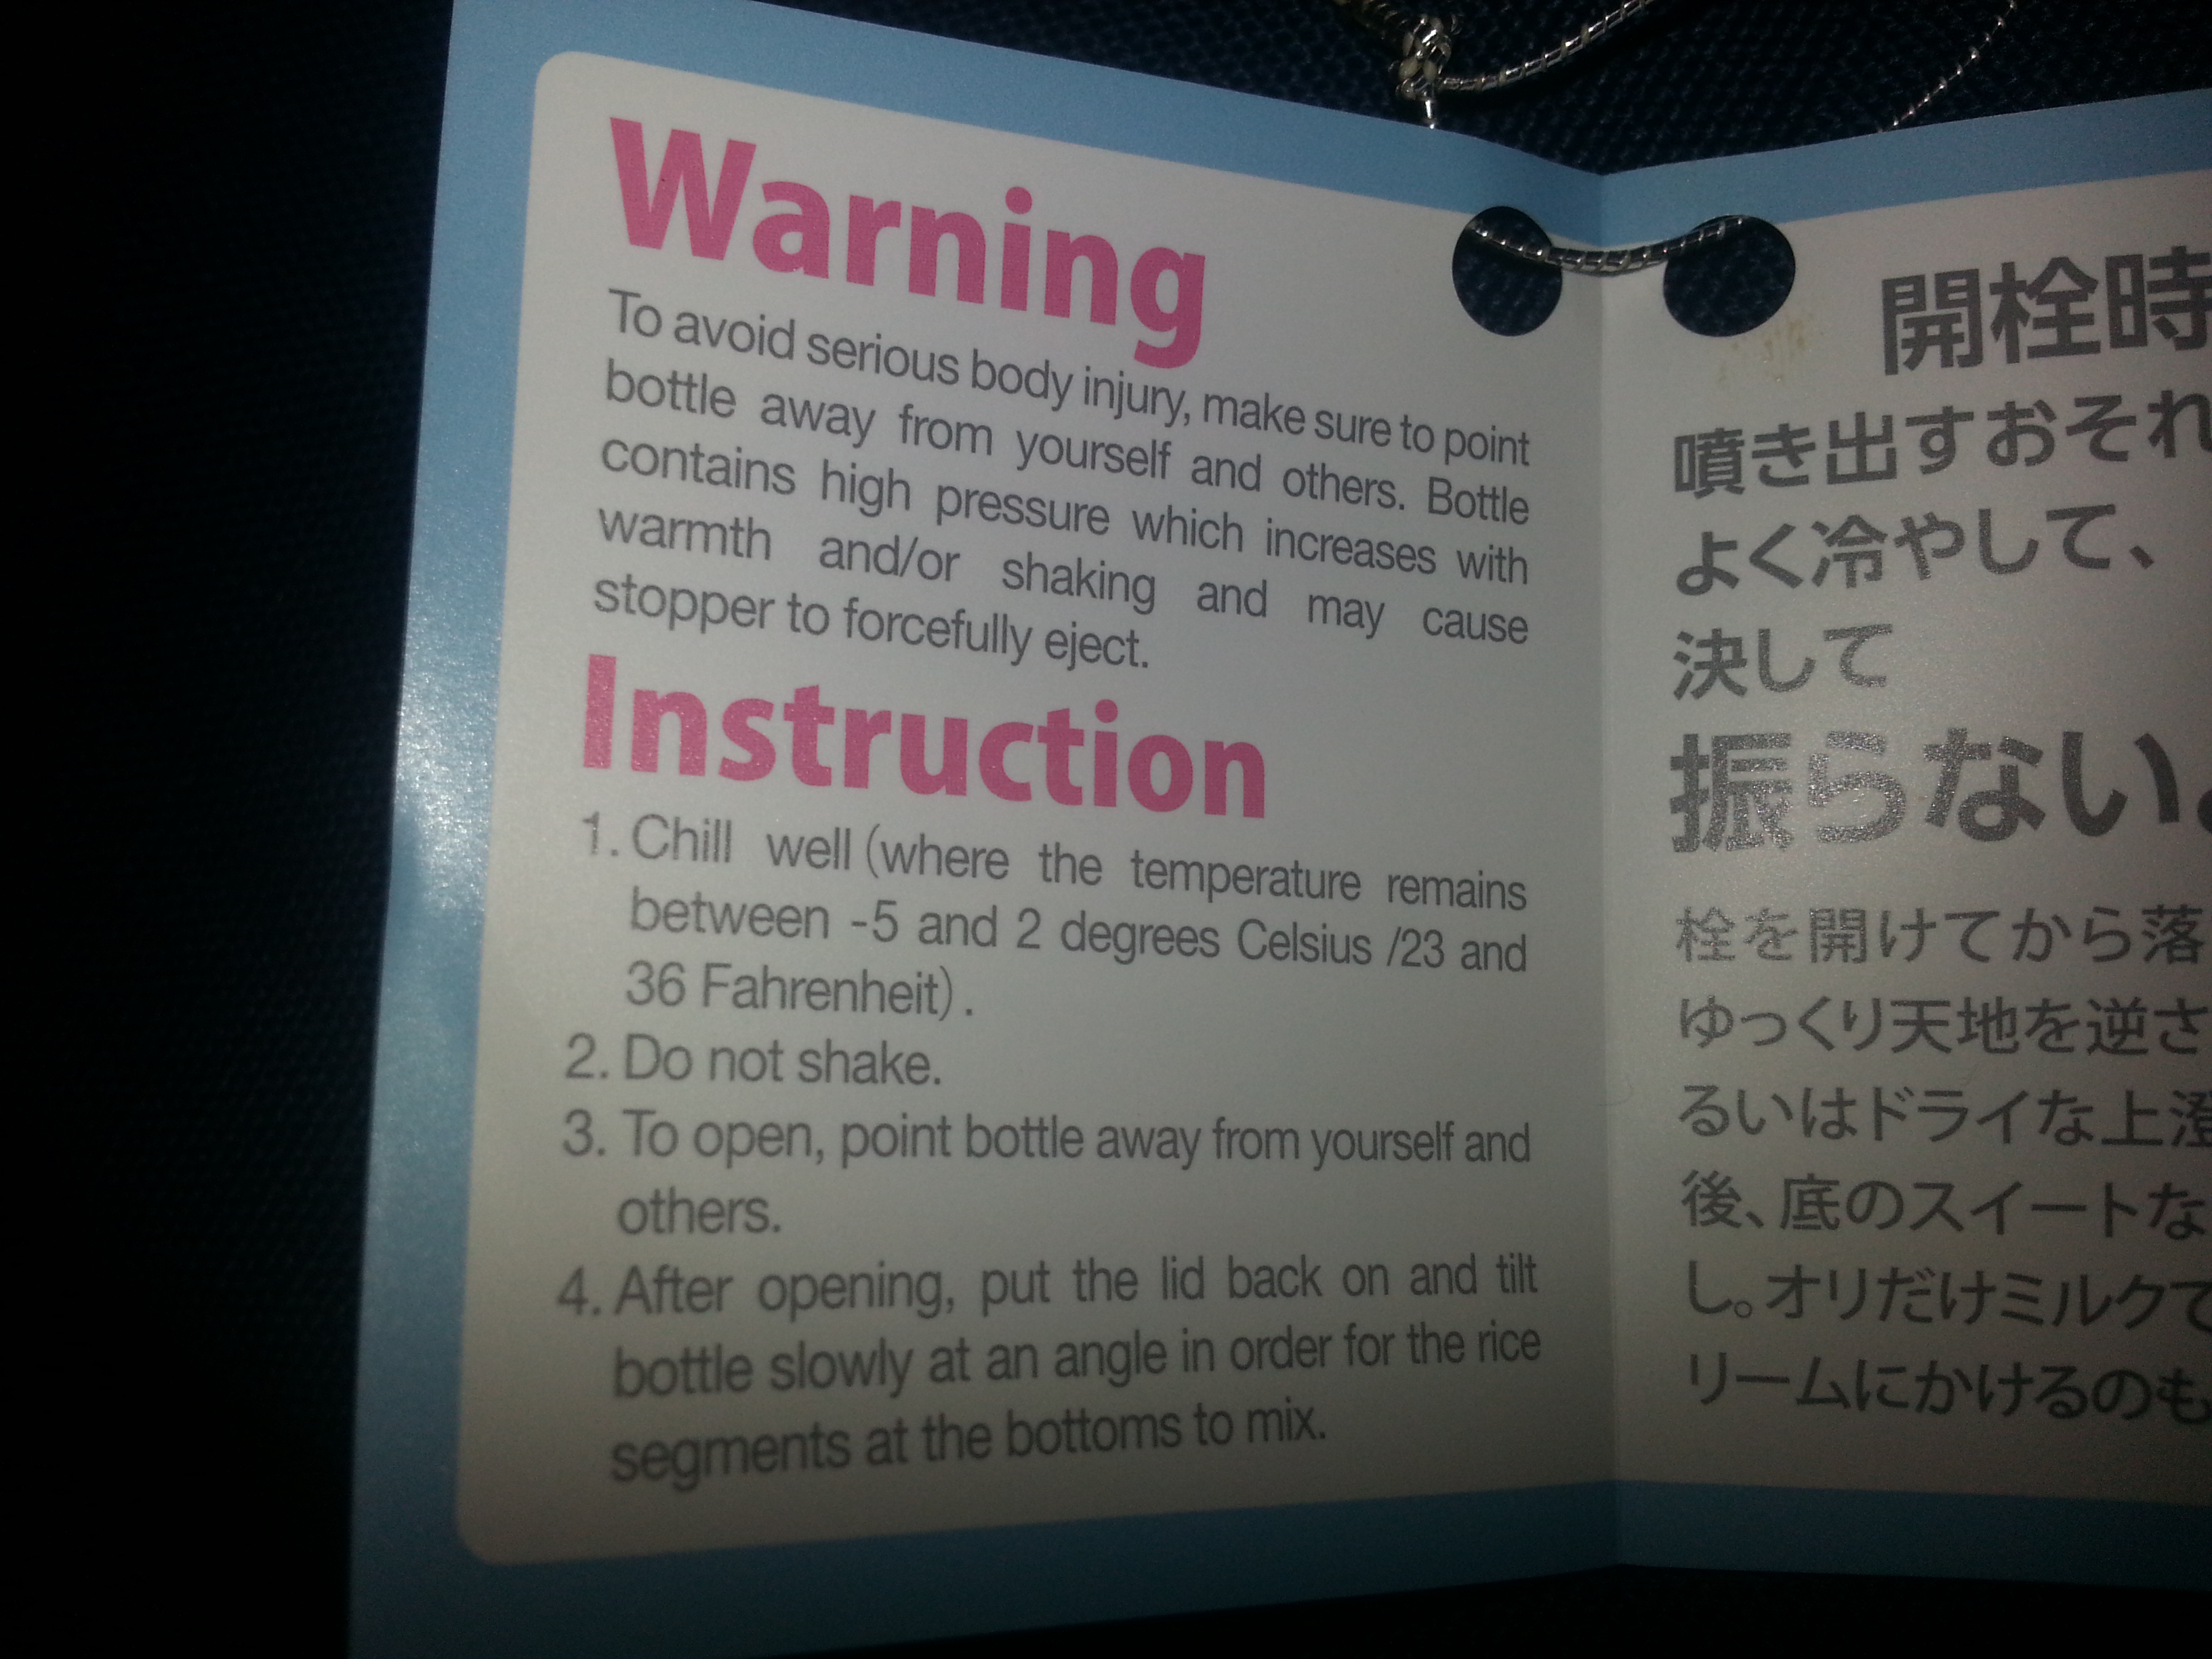 Warning
To avoid serious body injury, make sure to point
bottle away from yourself and others. Bottle
contains high pressure which increases with
warmth and/or shaking and may cause
stopper to forcefully eject.
Instruction
1. Chill well (where the temperature remains
between -5 and 2 degrees Celsius /23 and
36 Fahrenheit).
2. Do not shake.
3. To open, point bottle away from yourself and
others.
4. After opening, put the lid back on and tilt
bottle slowly at an angle in order for the rice
segments at the bottoms to mix.
開栓時
噴き出すおそれ
よく冷やして、
決して
振らない
栓を開けてから落
ゆっくり天地を逆さ
るいはドライな上澄
後、底のスイートな
し。オリだけミルクで
リームにかけるのも